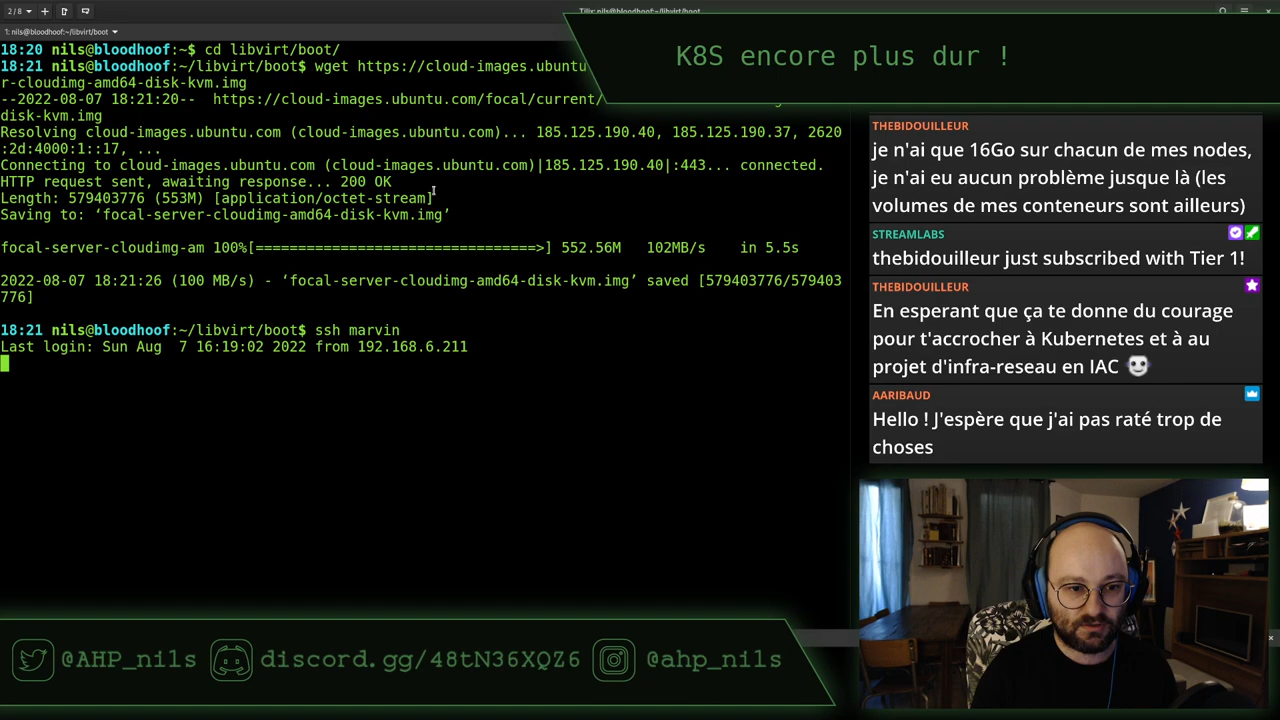 2 / 8
Tilix: nils@bloodhoof:~/libvirt/boot
1: nils@bloodhoof:~/libvirt/boot
K8S encore plus dur !
18:20 nils@bloodhoof:~$ cd libvirt/boot/
18:21 nils@bloodhoof:~/libvirt/boot$ wget https://cloud-images.ubuntu
r-cloudimg-amd64-disk-kvm.img
--2022-08-07 18:21:20-- https://cloud-images.ubuntu.com/focal/current/
disk-kvm.img
Resolving cloud-images.ubuntu.com (cloud-images.ubuntu.com)... 185.125.190.40, 185.125.190.37, 2620
:2d:4000:1::17, ...
Connecting to cloud-images.ubuntu.com (cloud-images.ubuntu.com)|185.125.190.40|:443... connected.
HTTP request sent, awaiting response... 200 OK
Length: 579403776 (553M) [application/octet-stream]
Saving to: ‘focal-server-cloudimg-amd64-disk-kvm.img’
focal-server-cloudimg-am 100%[=================================>] 552.56M 102MB/s in 5.5s
2022-08-07 18:21:26 (100 MB/s) - ‘focal-server-cloudimg-amd64-disk-kvm.img’ saved [579403776/579403
776]
18:21 nils@bloodhoof:~/libvirt/boot$ ssh marvin
Last login: Sun Aug 7 16:19:02 2022 from 192.168.6.211
THEBIDOUILLEUR
je n'ai que 16Go sur chacun de mes nodes,
je n'ai eu aucun problème jusque là (les
volumes de mes conteneurs sont ailleurs)
STREAMLABS
thebidouilleur just subscribed with Tier 1!
THEBIDOUILLEUR
En esperant que ça te donne du courage
pour t'accrocher à Kubernetes et à au
projet d'infra-reseau en IAC
AARIBAUD
Hello ! J'espère que j'ai pas raté trop de
choses
@AHP_nils
discord.gg/48tN36XQZ6
@ahp_nils